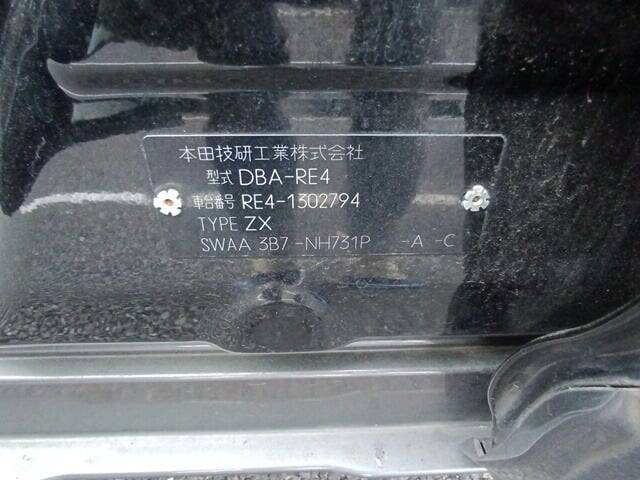 本田技研工業株式会社
型式 DBA-RE4
車台番号 RE4-1302794
TYPE ZX
SWAA 3B7 -NH731P -A -C